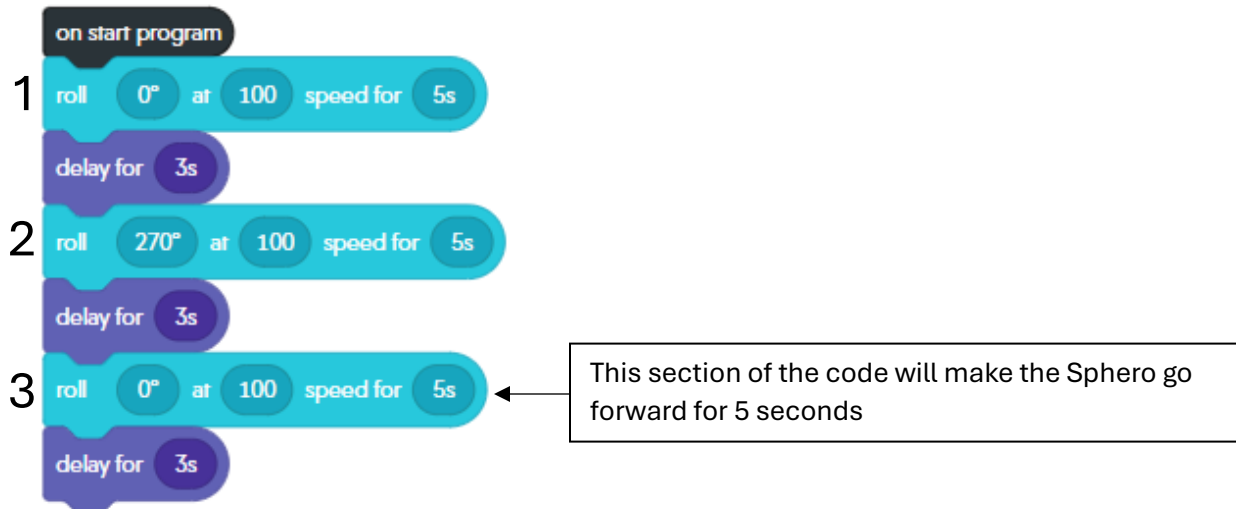 on start program
1 roll 0° at 100 speed for 5s
delay for 3s
2 roll 270° at 100 speed for 5s
delay for 3s
3 roll 0° at 100 speed for 5s
This section of the code will make the Sphero go
forward for 5 seconds
delay for 3s